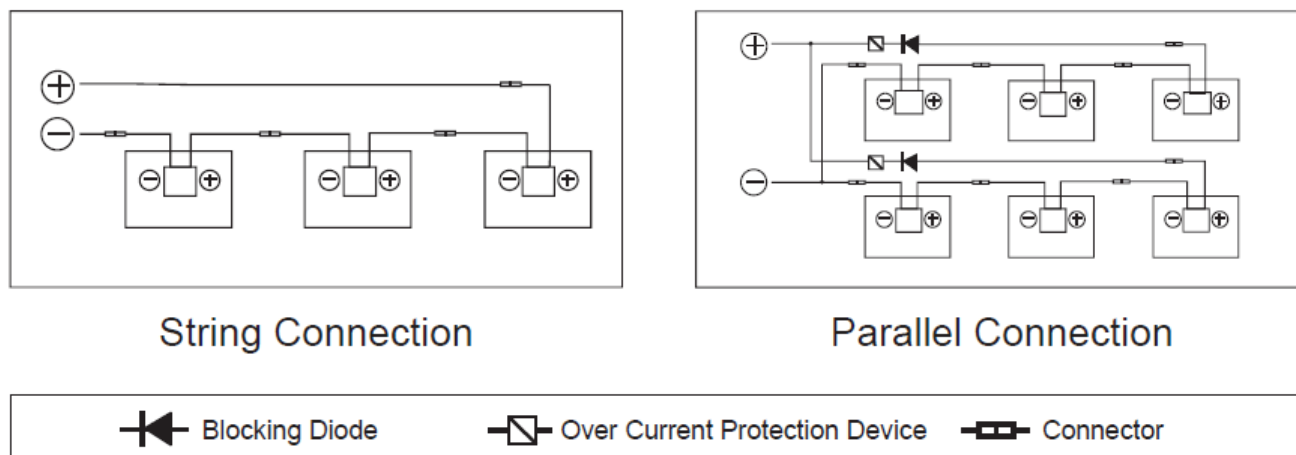 String Connection
Parallel Connection
Blocking Diode
Over Current Protection Device
Connector